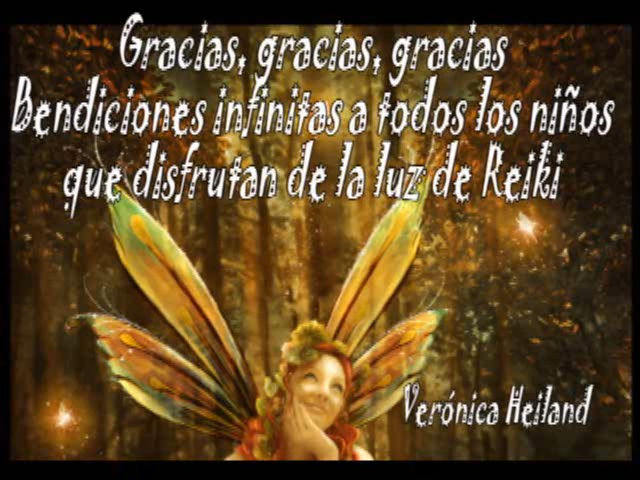 Gracias, gracias, gracias
Bendiciones infinitas a todos los niños
que disfrutan de la luz de Reiki
Verónica Heiland